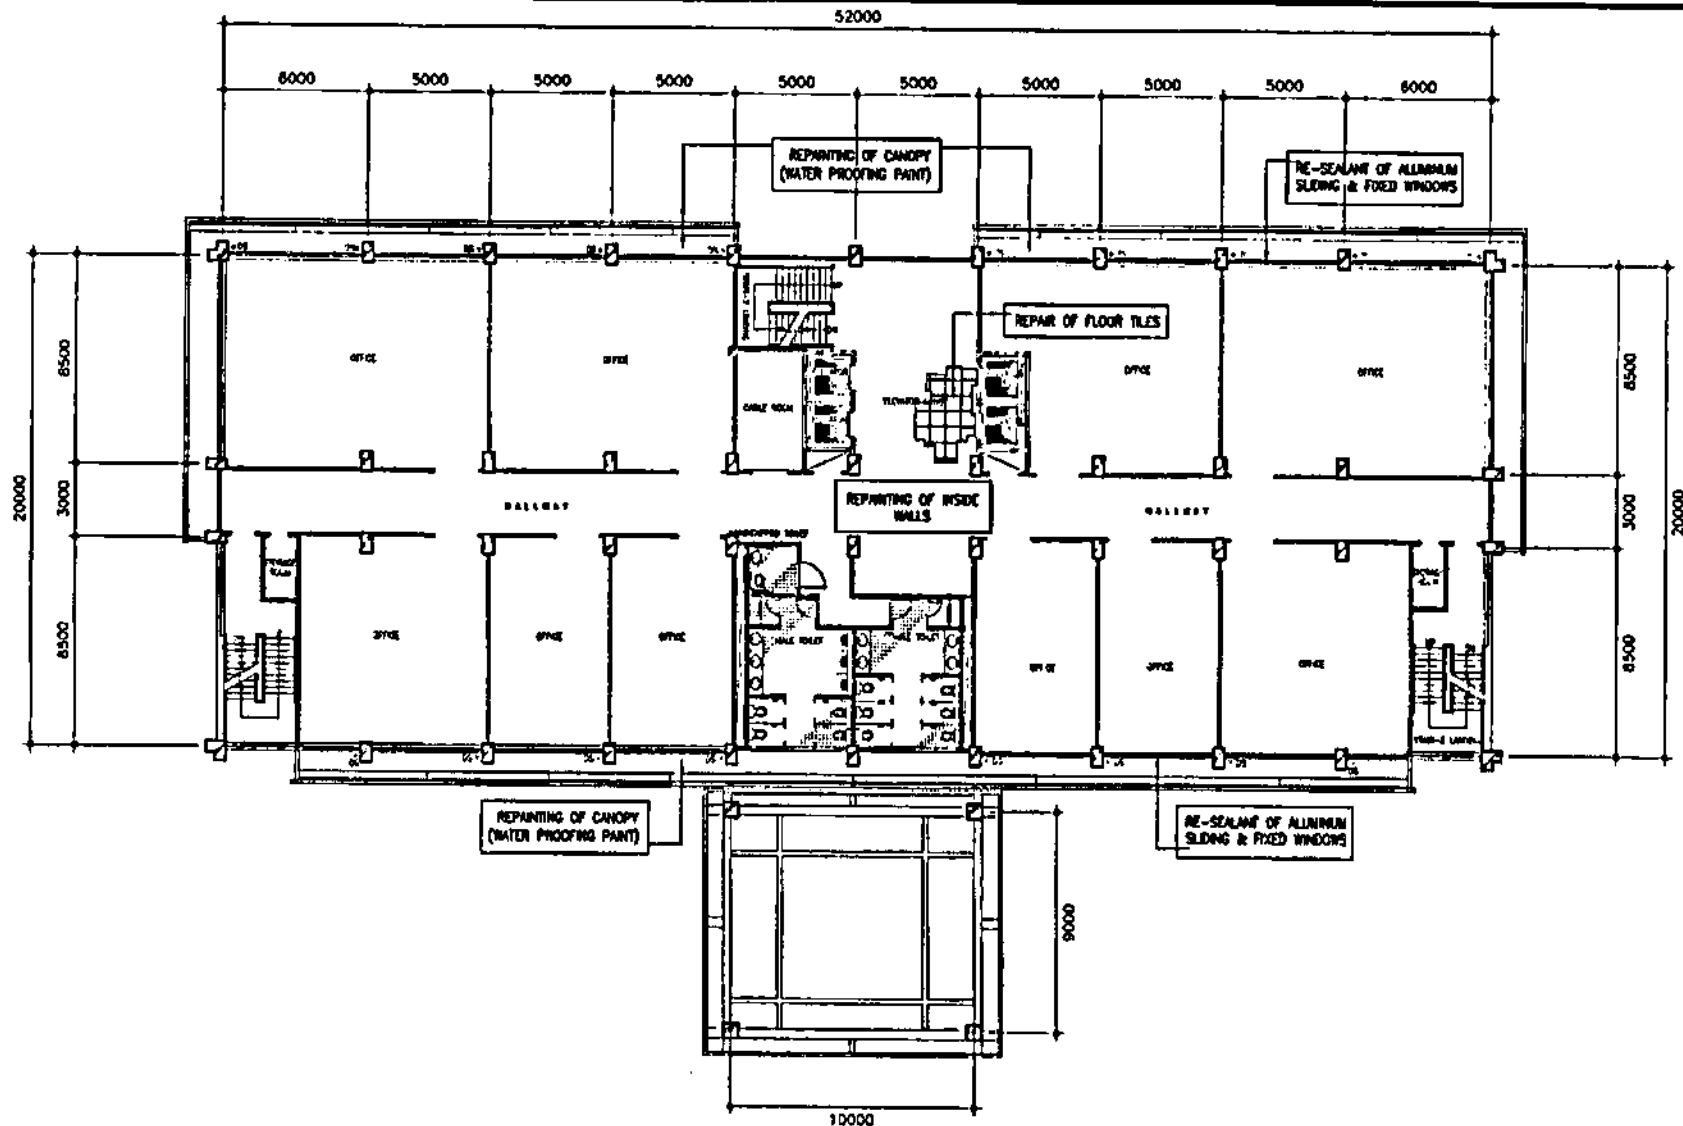 52000
6000 5000 5000 5000 5000 5000 5000 5000 5000 6000
REPAINTING OF CANOPY
(WATER PROOFING PAINT)
RE-SEALANT OF ALUMINUM
SLIDING & FIXED WINDOWS
REPAIR OF FLOOR TILES
OFFICE
OFFICE
OFFICE
OFFICE
CABLE ROOM
8500
3000
8500
20000
8500
3000
8500
20000
HALLWAY
REPAINTING OF INSIDE
WALLS
HALLWAY
OFFICE
OFFICE
OFFICE
MALE TOILET
TOILET
OFFICE
OFFICE
OFFICE
REPAINTING OF CANOPY
(WATER PROOFING PAINT)
RE-SEALANT OF ALUMINUM
SLIDING & FIXED WINDOWS
9000
10000